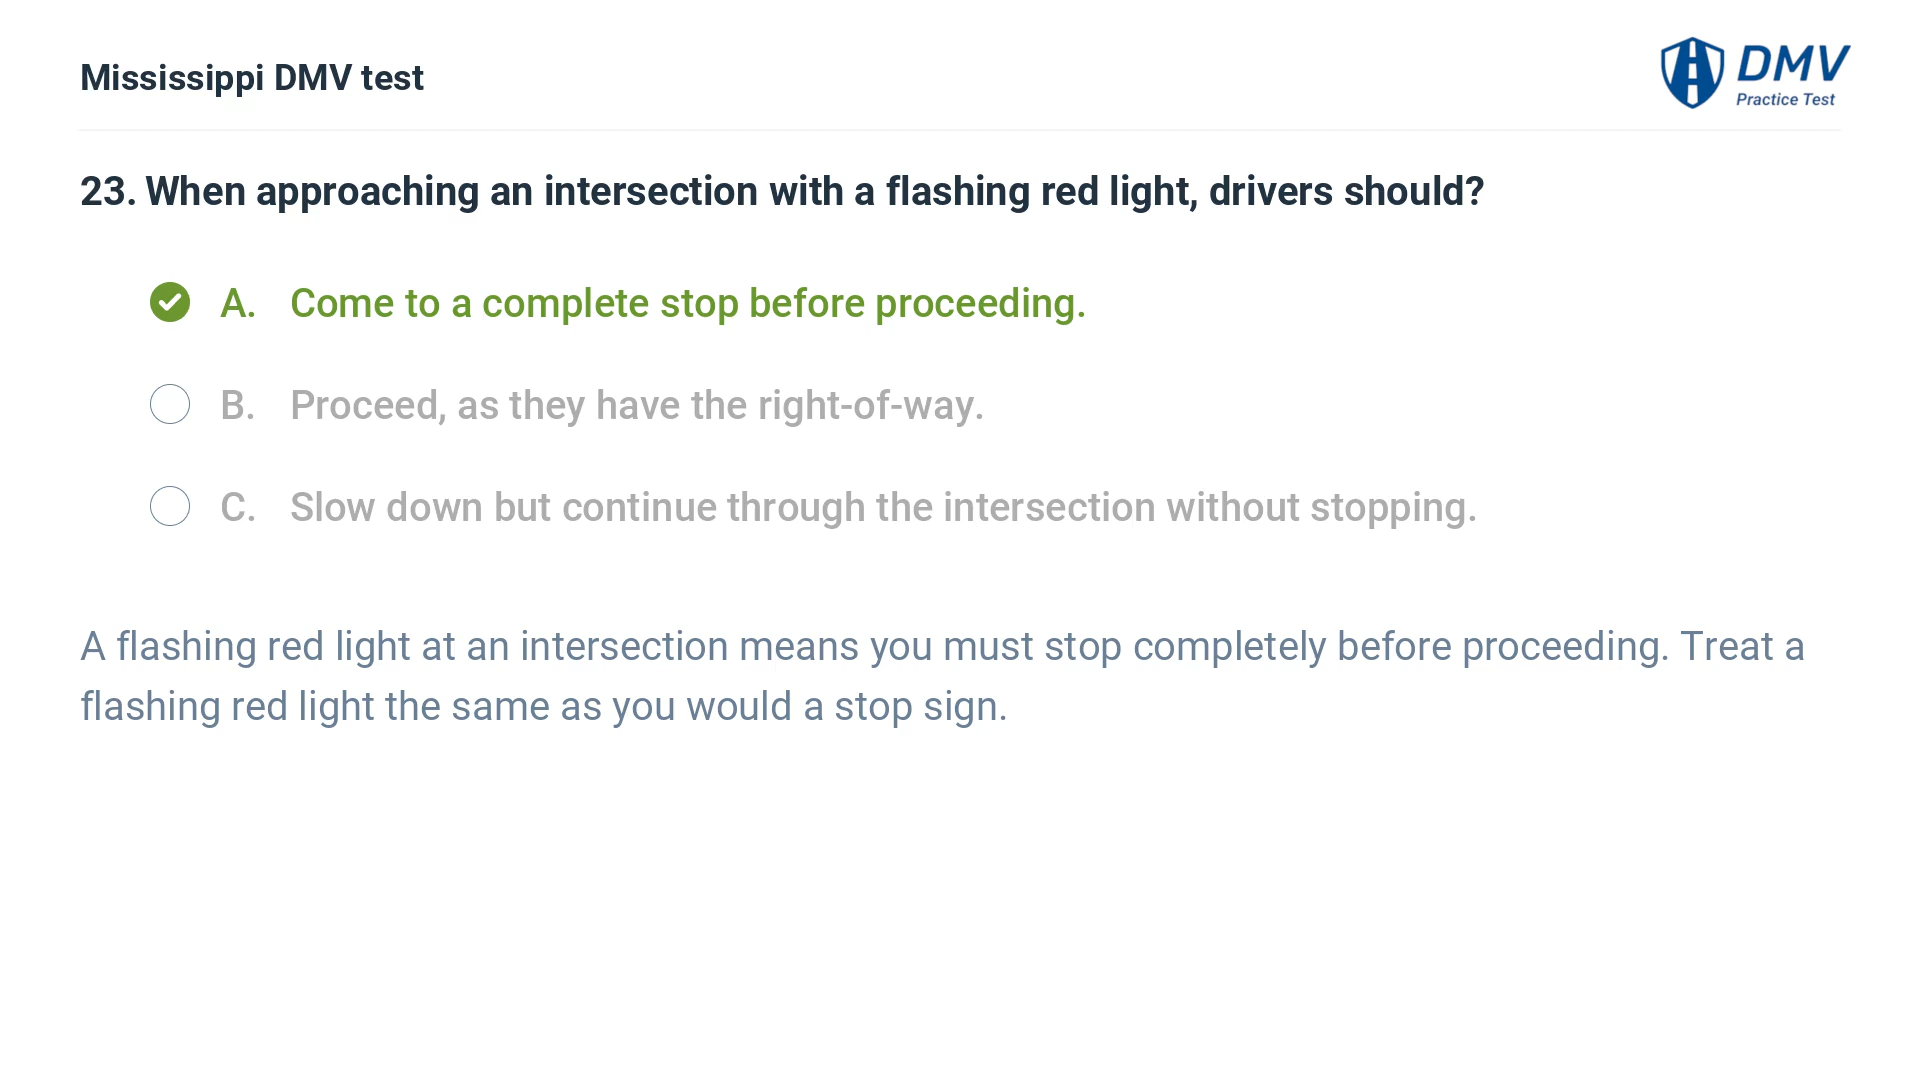 Mississippi DMV test
DMV
Practice Test
23. When approaching an intersection with a flashing red light, drivers should?
A. Come to a complete stop before proceeding.
B. Proceed, as they have the right-of-way.
C. Slow down but continue through the intersection without stopping.
A flashing red light at an intersection means you must stop completely before proceeding. Treat a
flashing red light the same as you would a stop sign.